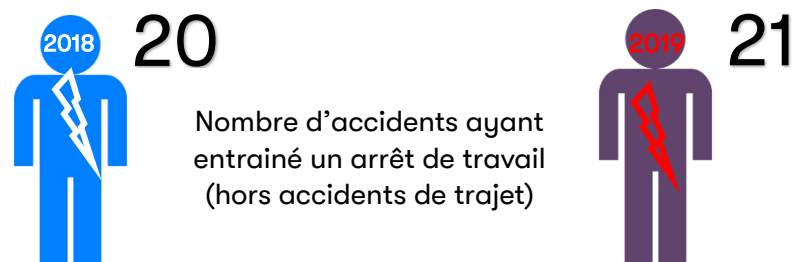 2018
20
2019
21
Nombre d'accidents ayant
entrainé un arrêt de travail
(hors accidents de trajet)